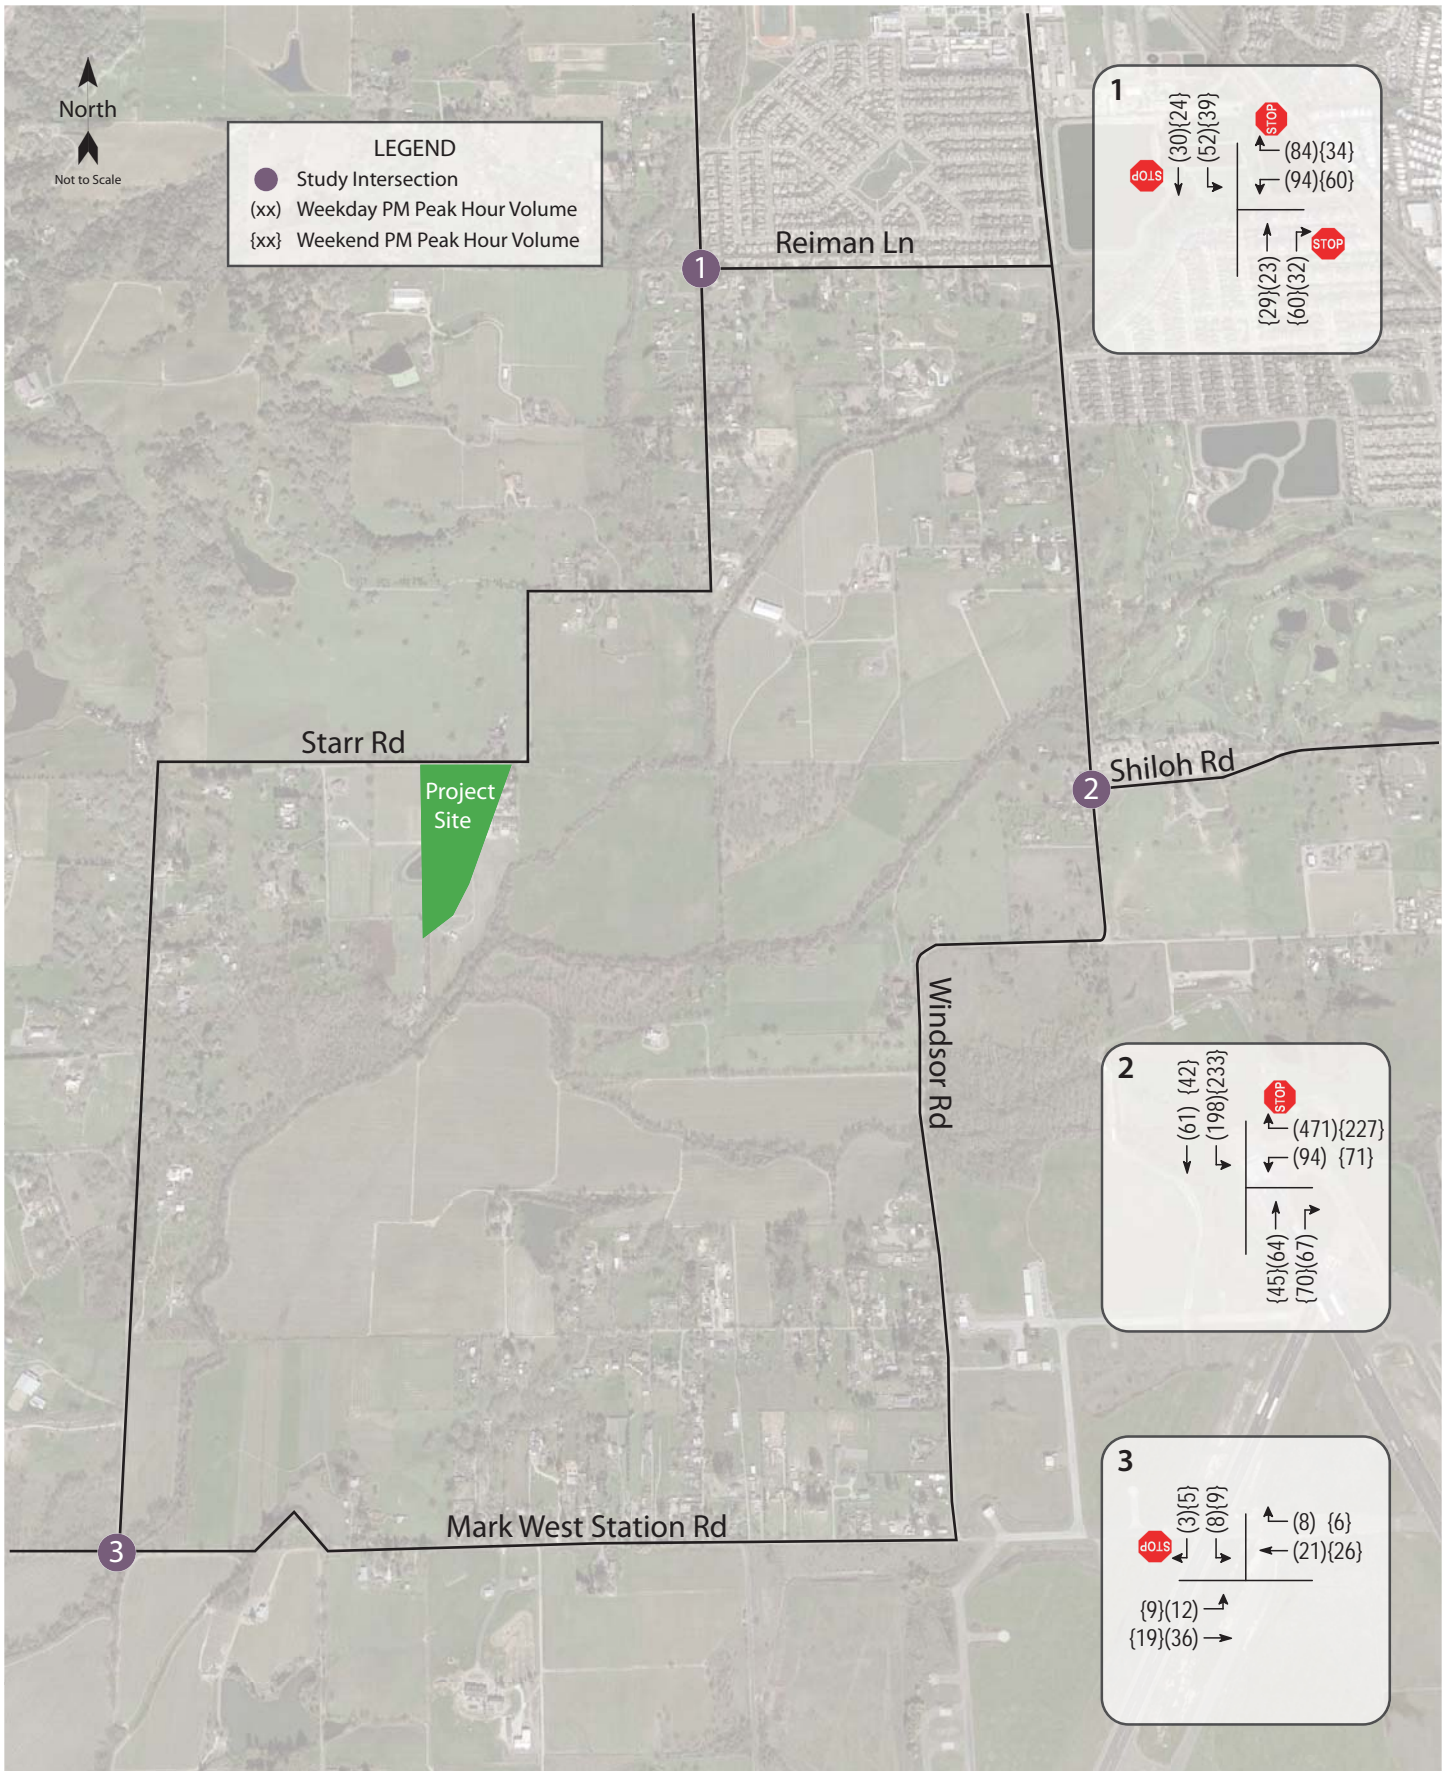 North
Not to Scale
LEGEND
Study Intersection
(xx) Weekday PM Peak Hour Volume
{xx} Weekend PM Peak Hour Volume
1
Reiman Ln
Starr Rd
Project
Site
2
Shiloh Rd
Windsor Rd
Mark West Station Rd
3
1
(30){24}
(52){39}
STOP
STOP
(84){34}
(94){60}
{29}(23)
{60}(32)
STOP
2
(61) {42}
(198){233}
STOP
(471){227}
(94) {71}
{45}(64)
{70}(67)
3
(3){5}
(8){9}
STOP
(8) {6}
(21){26}
{9}(12)
{19}(36)